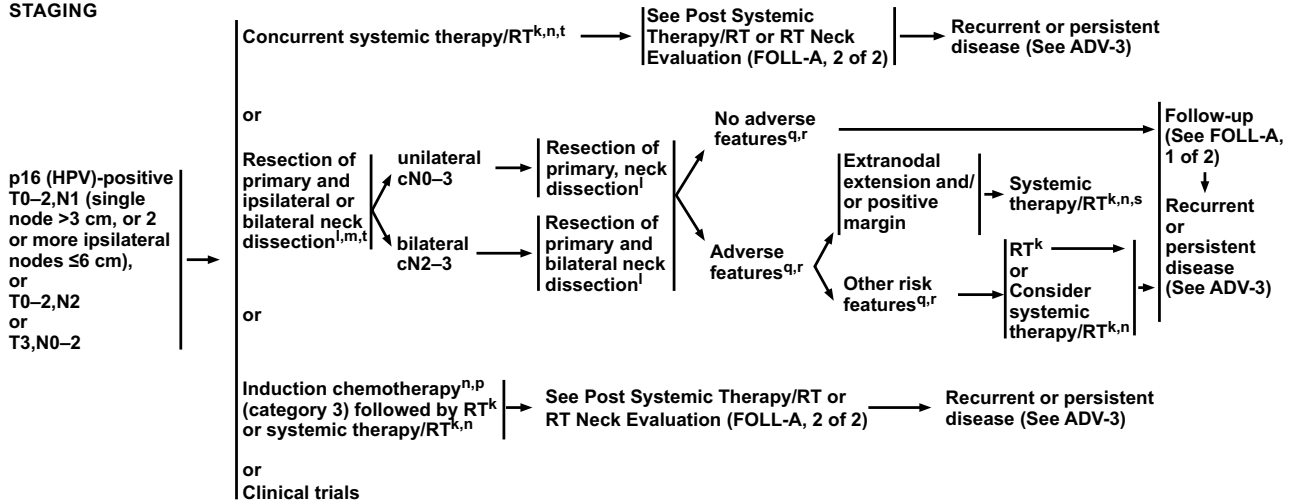 STAGING
p16 (HPV)-positive
T0–2,N1 (single
node >3 cm, or 2
or more ipsilateral
nodes ≤6 cm),
or
T0–2,N2
or
T3,N0–2
Concurrent systemic therapy/RTk,n,t
See Post Systemic
Therapy/RT or RT Neck
Evaluation (FOLL-A, 2 of 2)
Recurrent or persistent
disease (See ADV-3)
or
Resection of
primary and
ipsilateral or
bilateral neck
dissectionl,m,t
unilateral
cN0–3
Resection of
primary, neck
dissectionl
bilateral
cN2–3
Resection of
primary and
bilateral neck
dissectionl
No adverse
featuresq,r
Adverse
featuresq,r
Extranodal
extension and/
or positive
margin
Systemic
therapy/RTk,n,s
Other risk
featuresq,r
RTk
or
Consider
systemic
therapy/RTk,n
Follow-up
(See FOLL-A,
1 of 2)
Recurrent
or
persistent
disease
(See ADV-3)
or
Induction chemotherapyn,p
(category 3) followed by RTk
or systemic therapy/RTk,n
See Post Systemic Therapy/RT or
RT Neck Evaluation (FOLL-A, 2 of 2)
Recurrent or persistent
disease (See ADV-3)
or
Clinical trials